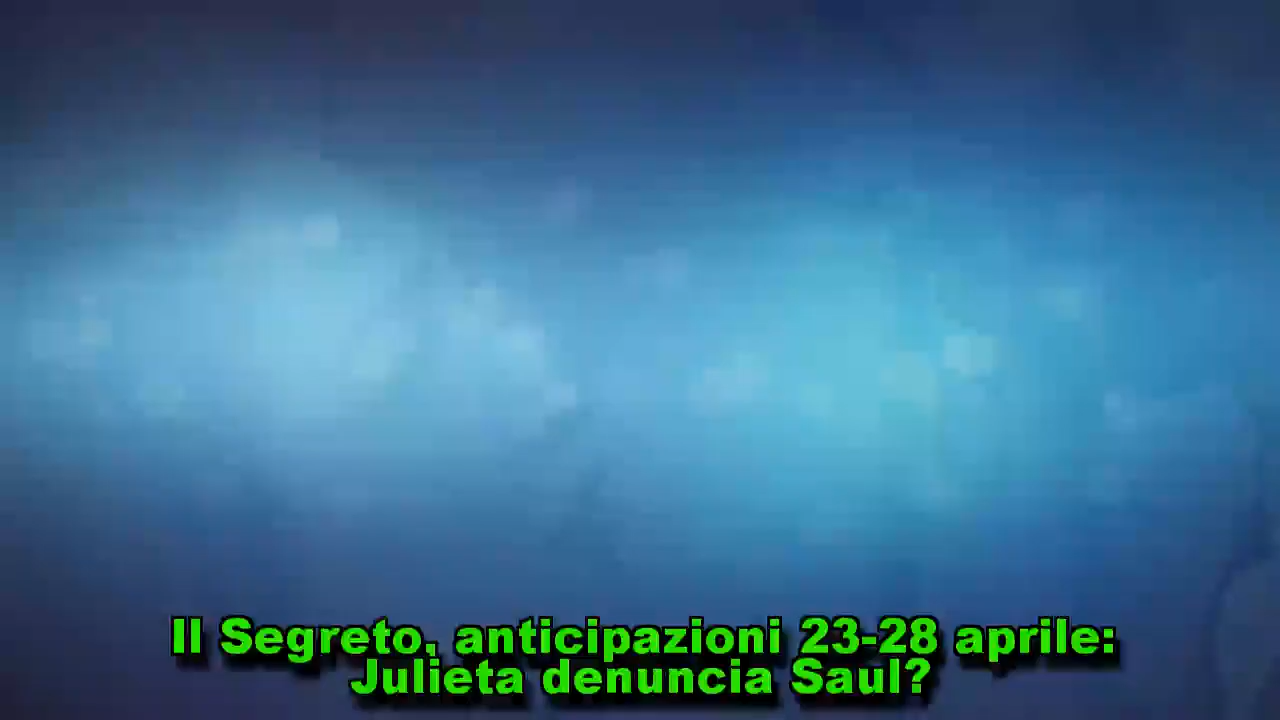 Il Segreto, anticipazioni 23-28 aprile:
Julieta denuncia Saul?